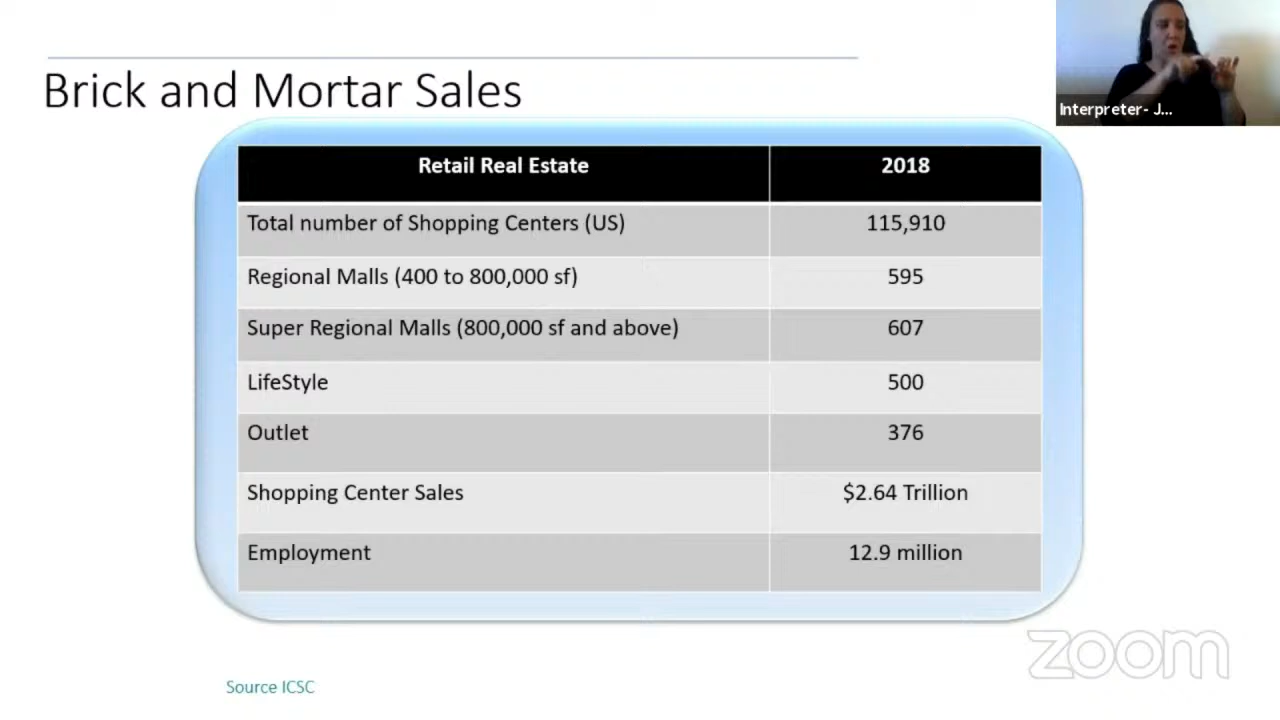 Brick and Mortar Sales
Interpreter- J...
Retail Real Estate 2018
Total number of Shopping Centers (US) 115,910
Regional Malls (400 to 800,000 sf) 595
Super Regional Malls (800,000 sf and above) 607
LifeStyle 500
Outlet 376
Shopping Center Sales $2.64 Trillion
Employment 12.9 million
zoom
Source ICSC